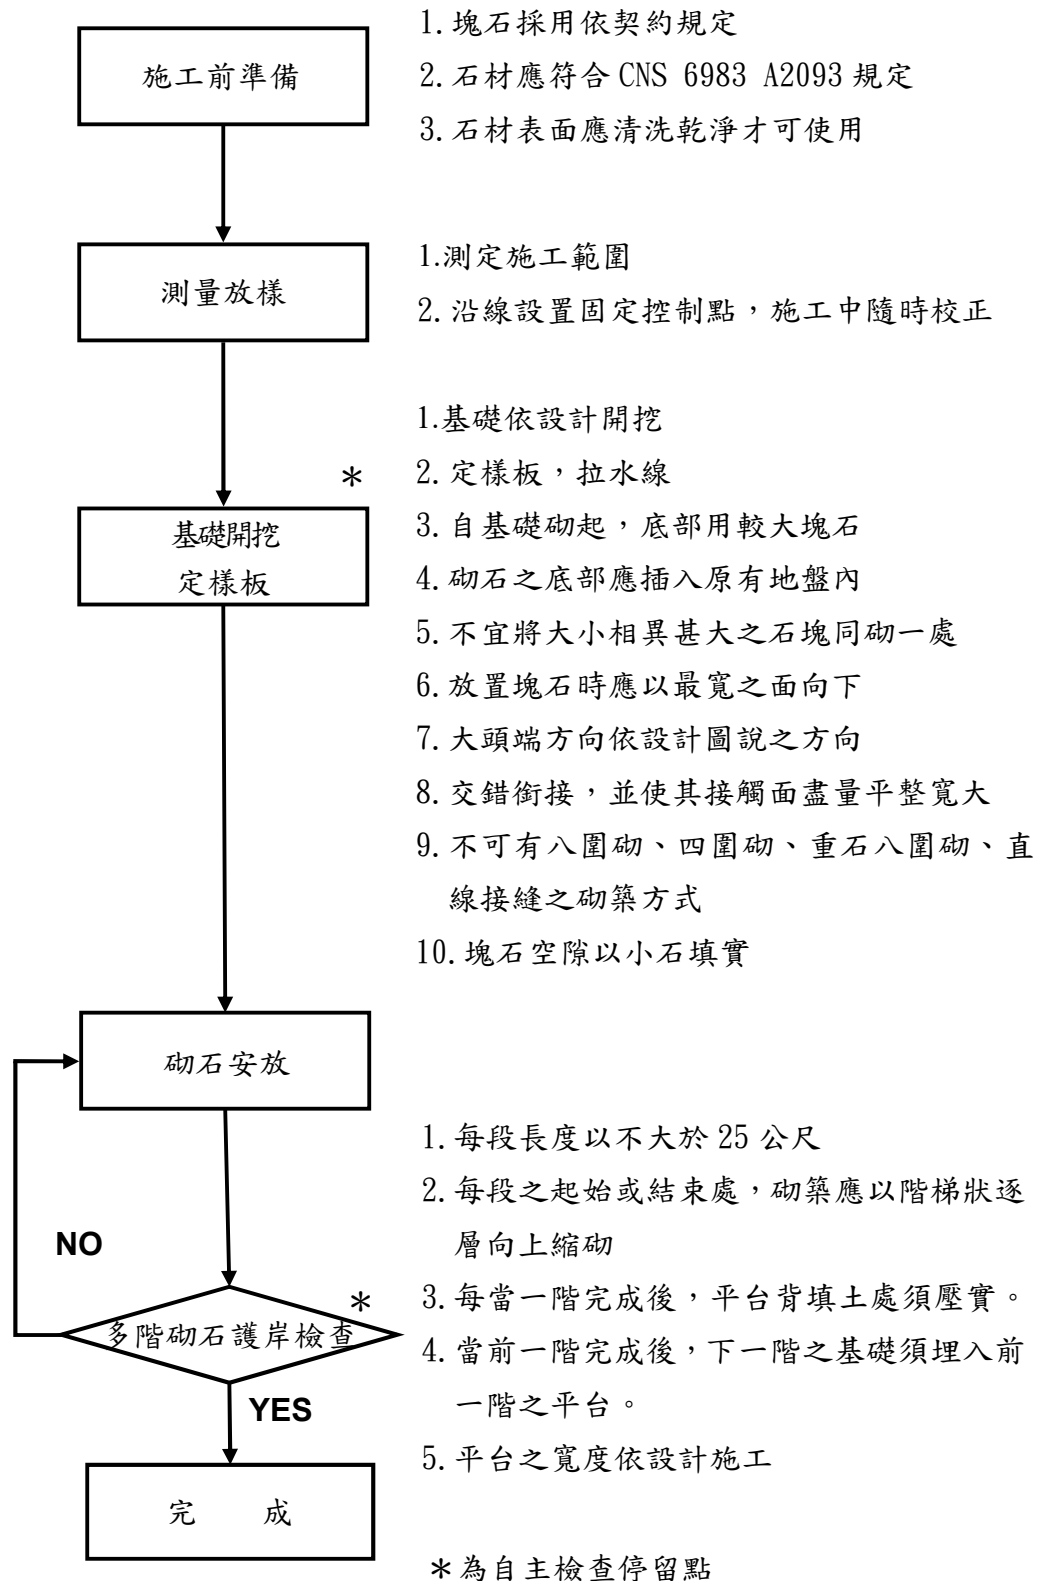 施工前準備
1.塊石採用依契約規定
2.石材應符合 CNS 6983 A2093 規定
3.石材表面應清洗乾淨才可使用
測量放樣
1.測定施工範圍
2.沿線設置固定控制點，施工中隨時校正
＊
基礎開挖
定樣板
1.基礎依設計開挖
2.定樣板，拉水線
3.自基礎砌起，底部用較大塊石
4.砌石之底部應插入原有地盤內
5.不宜將大小相異甚大之石塊同砌一處
6.放置塊石時應以最寬之面向下
7.大頭端方向依設計圖說之方向
8.交錯銜接，並使其接觸面盡量平整寬大
9.不可有八圍砌、四圍砌、重石八圍砌、直
線接縫之砌築方式
10.塊石空隙以小石填實
砌石安放
NO
＊
多階砌石護岸檢查
YES
1.每段長度以不大於 25 公尺
2.每段之起始或結束處，砌築應以階梯狀逐
層向上縮砌
3.每當一階完成後，平台背填土處須壓實。
4.當前一階完成後，下一階之基礎須埋入前
一階之平台。
5.平台之寬度依設計施工
完 成
＊為自主檢查停留點